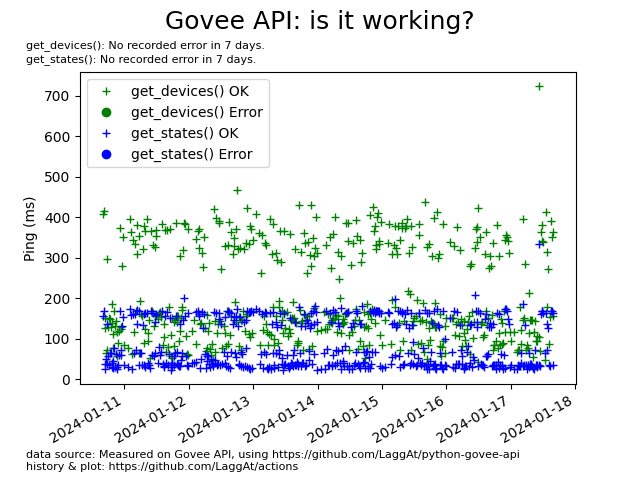 Govee API: is it working?
get_devices(): No recorded error in 7 days.
get_states(): No recorded error in 7 days.
get_devices() OK
get_devices() Error
get_states() OK
get_states() Error
Ping (ms)
700
600
500
400
300
200
100
0
2024-01-11
2024-01-12
2024-01-13
2024-01-14
2024-01-15
2024-01-16
2024-01-17
2024-01-18
data source: Measured on Govee API, using https://github.com/LaggAt/python-govee-api
history & plot: https://github.com/LaggAt/actions